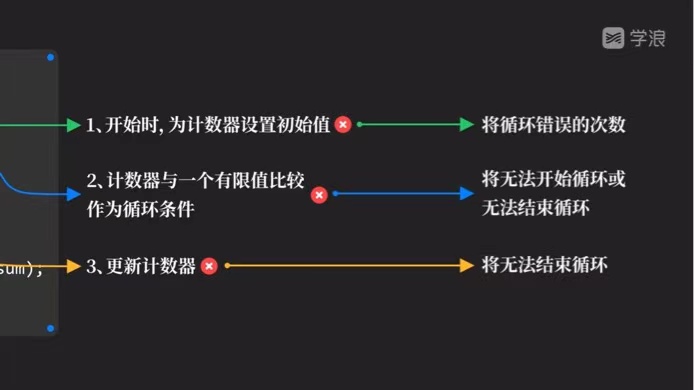 学浪
1、开始时, 为计数器设置初始值
将循环错误的次数
2、计数器与一个有限值比较
作为循环条件
将无法开始循环或
无法结束循环
sum);
3、更新计数器
将无法结束循环